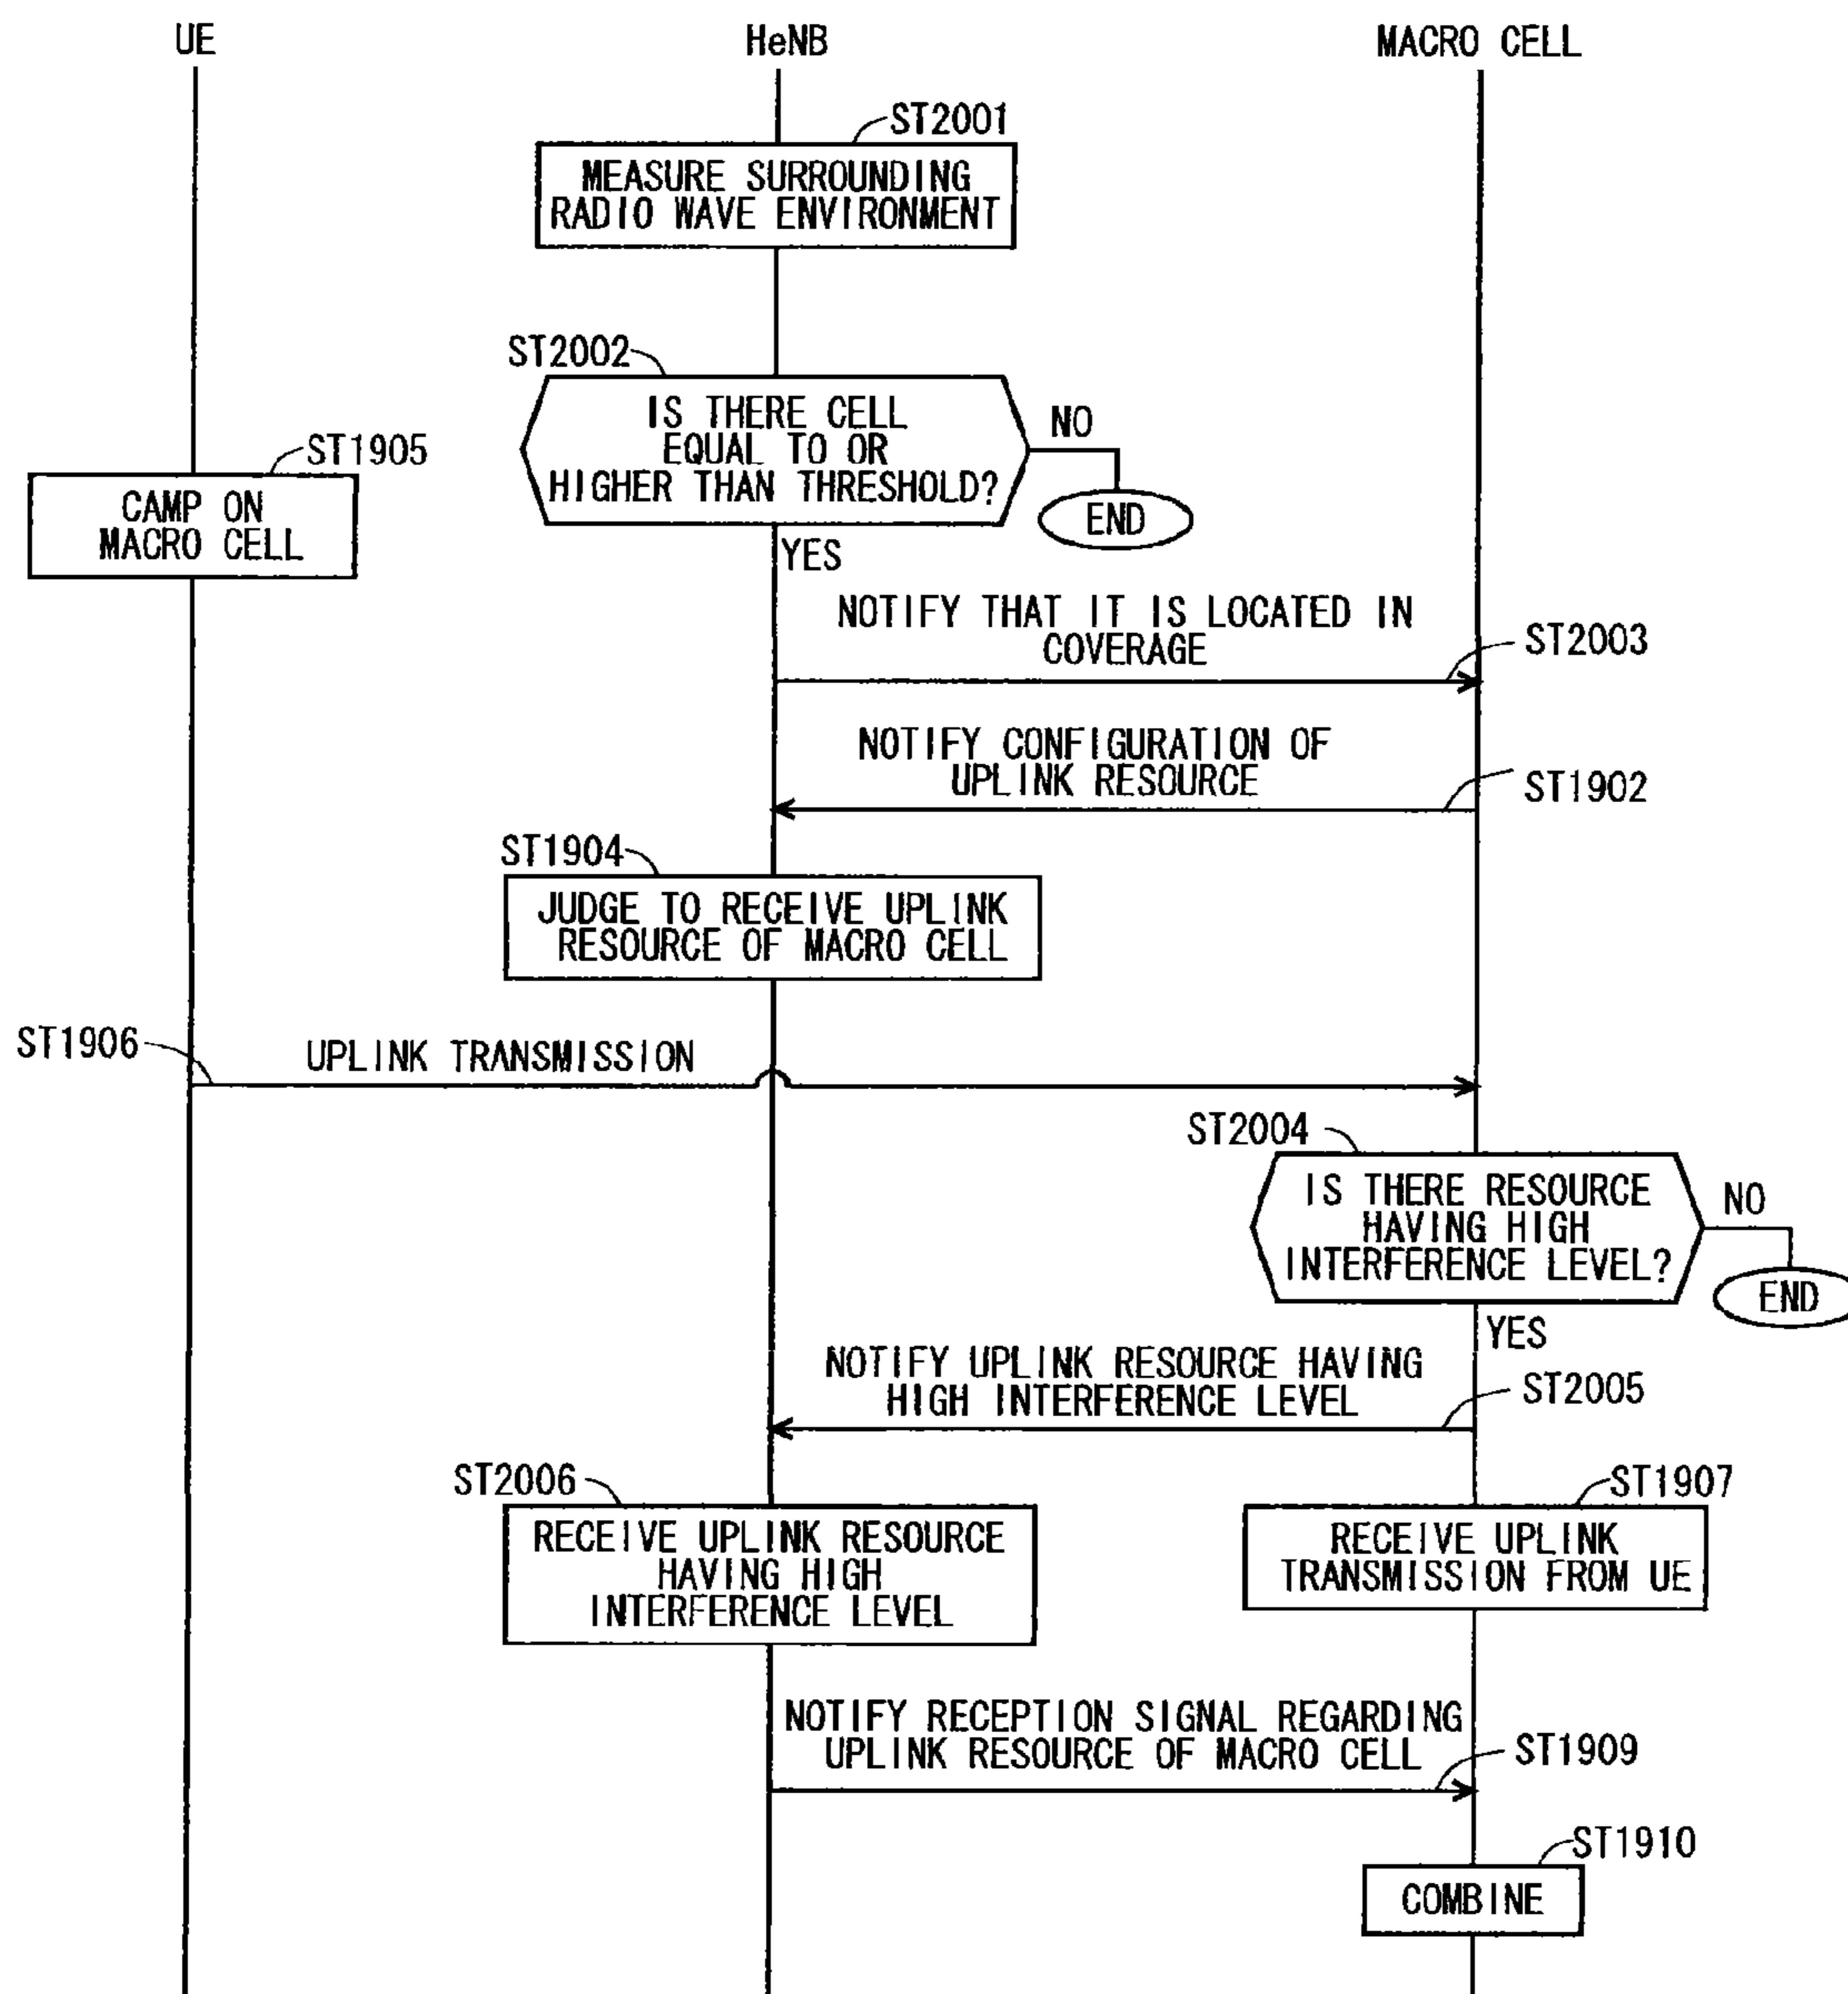 UE
HeNB
MACRO CELL
ST2001
MEASURE SURROUNDING
RADIO WAVE ENVIRONMENT
ST2002
IS THERE CELL
EQUAL TO OR
HIGHER THAN THRESHOLD?
NO
END
YES
ST1905
CAMP ON
MACRO CELL
NOTIFY THAT IT IS LOCATED IN
COVERAGE
ST2003
NOTIFY CONFIGURATION OF
UPLINK RESOURCE
ST1902
ST1904
JUDGE TO RECEIVE UPLINK
RESOURCE OF MACRO CELL
ST1906
UPLINK TRANSMISSION
ST2004
IS THERE RESOURCE
HAVING HIGH
INTERFERENCE LEVEL?
NO
END
YES
NOTIFY UPLINK RESOURCE HAVING
HIGH INTERFERENCE LEVEL
ST2005
ST2006
RECEIVE UPLINK RESOURCE
HAVING HIGH
INTERFERENCE LEVEL
ST1907
RECEIVE UPLINK
TRANSMISSION FROM UE
NOTIFY RECEPTION SIGNAL REGARDING
UPLINK RESOURCE OF MACRO CELL
ST1909
ST1910
COMBINE